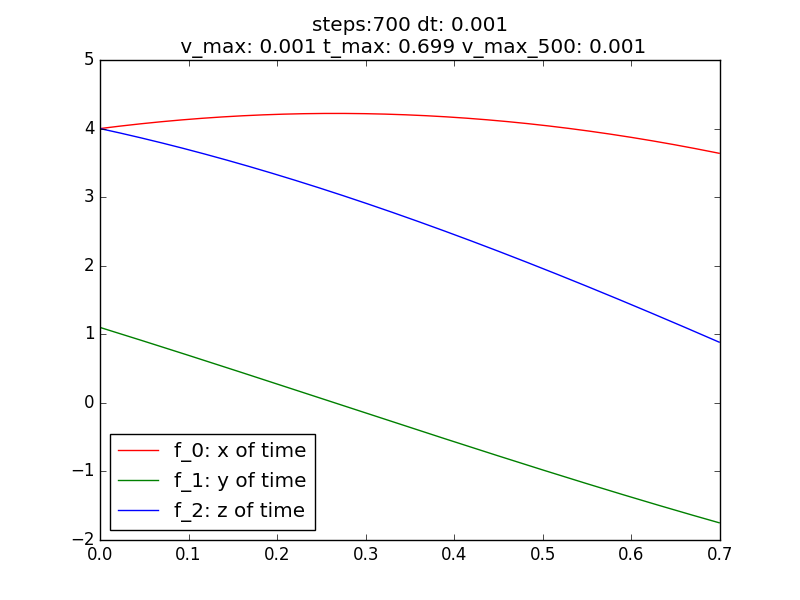 steps:700 dt: 0.001
v_max: 0.001 t_max: 0.699 v_max_500: 0.001
5
4
3
2
1
0
−1
−2
f_0: x of time
f_1: y of time
f_2: z of time
0.0 0.1 0.2 0.3 0.4 0.5 0.6 0.7